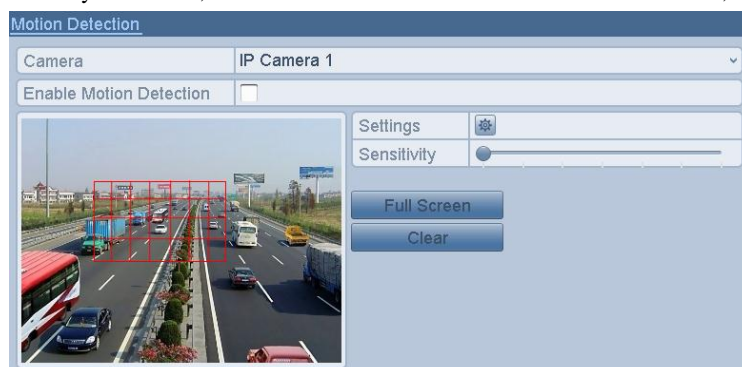 Motion Detection
Camera IP Camera 1
Enable Motion Detection
Settings
Sensitivity
Full Screen
Clear